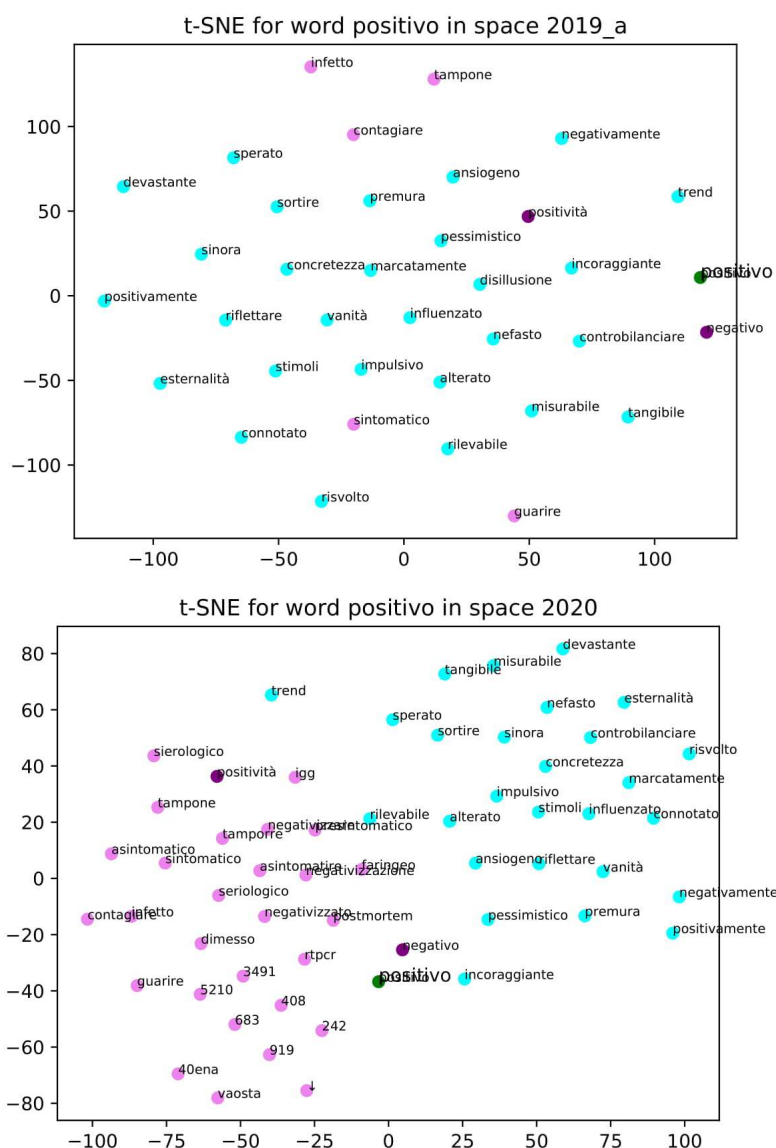 t-SNE for word positivo in space 2019_a
infetto
tampone
100
contagiare
negativamente
sperato
ansiogeno
devastante
trend
premura
sortire
50
positività
pessimistico
sinora
incoraggiante
concretezza
marcatamente
positivo
disillusione
0
positivamente
influenzato
riflettare
vanità
negativo
nefasto
controbilanciare
stimoli
impulsivo
−50
esternalità
alterato
misurabile
tangibile
sintomatico
connotato
rilevabile
−100
risvolto
guarire
−100
−50
0
50
100
t-SNE for word positivo in space 2020
80
devastante
misurabile
tangibile
trend
60
nefasto
esternalità
sperato
sortire
sinora
controbilanciare
40
sierologico
risvolto
positività
igg
concretezza
marcatamente
impulsivo
tampone
20
rilevabile
stimoli
influenzato
connotato
alterato
negativizzare
presintomatico
tamporre
asintomatico
sintomatico
ansiogeno
riflettare
faringeo
asintomatire
negativizzazione
vanità
0
seriologico
negativamente
contagiare
infetto
negativizzato
postmortem
pessimistico
premura
positivamente
−20
dimesso
negativo
rtpcr
3491
positivo
incoraggiante
guarire
−40
5210
408
683
242
−60
919
40ena
vaosta
↓
−80
−100
−75
−50
−25
0
25
50
75
100